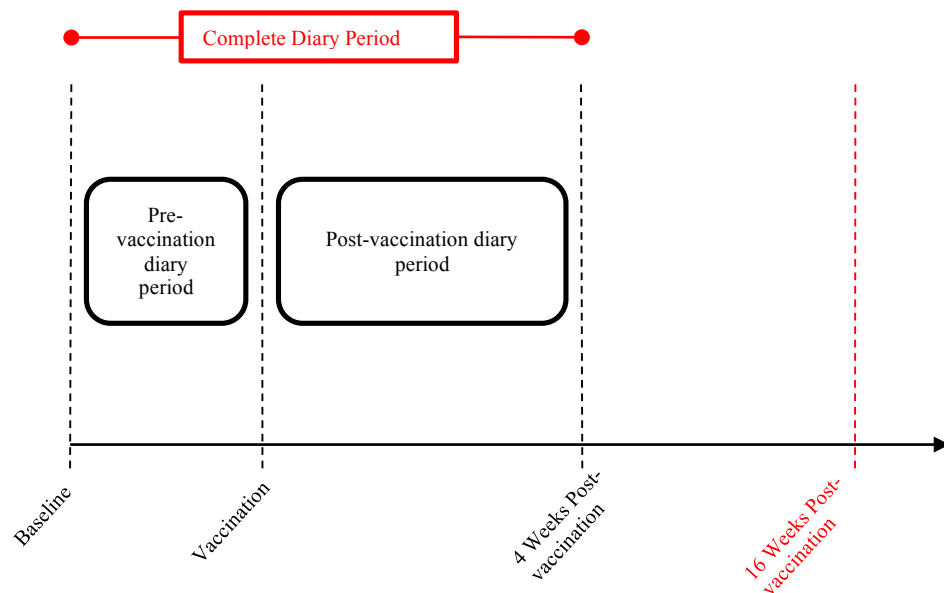 Complete Diary Period
Pre-
vaccination
diary
period
Post-vaccination diary
period
Baseline
Vaccination
4 Weeks Post-
vaccination
16 Weeks Post-
vaccination